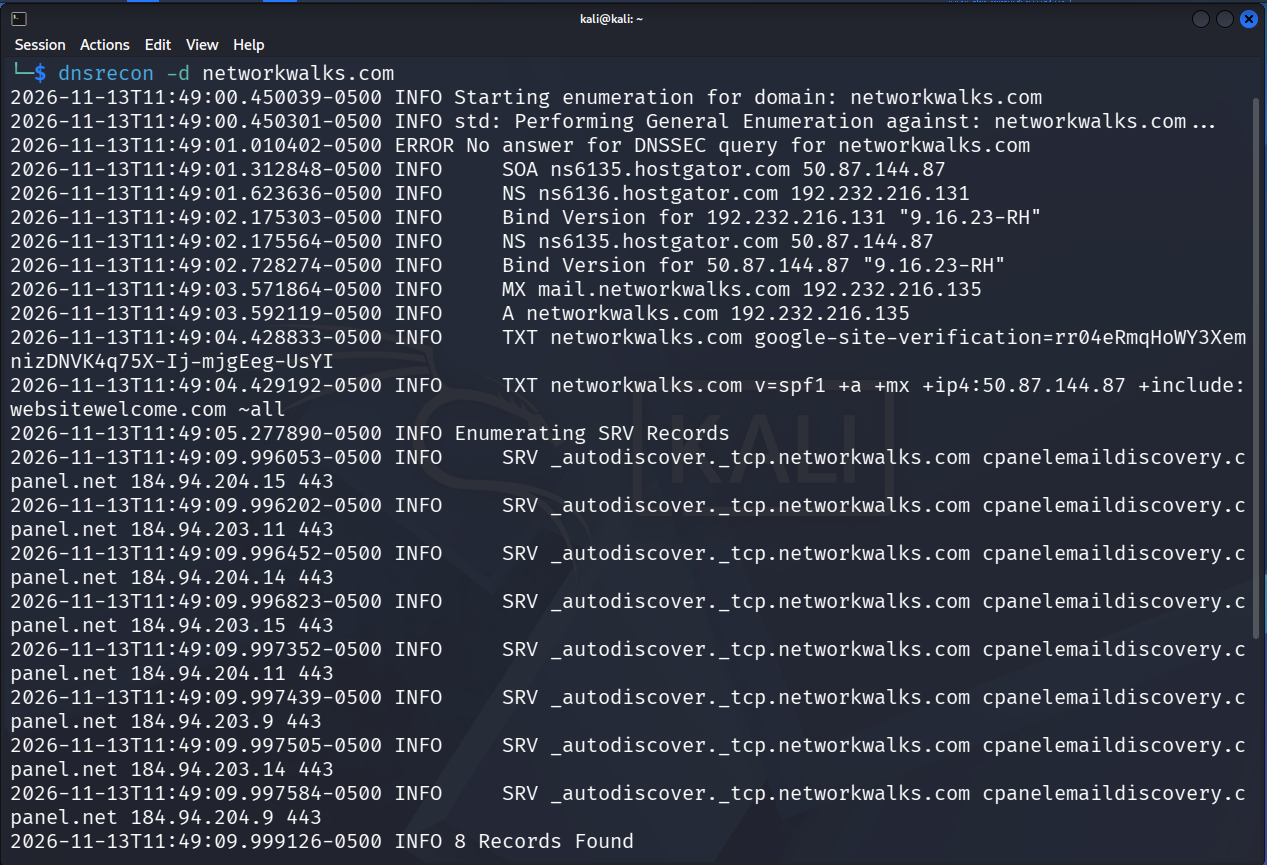 kali@kali: ~
Session Actions Edit View Help
└─$ dnsrecon -d networkwalks.com
2026-11-13T11:49:00.450039-0500 INFO Starting enumeration for domain: networkwalks.com
2026-11-13T11:49:00.450301-0500 INFO std: Performing General Enumeration against: networkwalks.com...
2026-11-13T11:49:01.010402-0500 ERROR No answer for DNSSEC query for networkwalks.com
2026-11-13T11:49:01.312848-0500 INFO     SOA ns6135.hostgator.com 50.87.144.87
2026-11-13T11:49:01.623636-0500 INFO     NS ns6136.hostgator.com 192.232.216.131
2026-11-13T11:49:02.175303-0500 INFO     Bind Version for 192.232.216.131 "9.16.23-RH"
2026-11-13T11:49:02.175564-0500 INFO     NS ns6135.hostgator.com 50.87.144.87
2026-11-13T11:49:02.728274-0500 INFO     Bind Version for 50.87.144.87 "9.16.23-RH"
2026-11-13T11:49:03.571864-0500 INFO     MX mail.networkwalks.com 192.232.216.135
2026-11-13T11:49:03.592119-0500 INFO     A networkwalks.com 192.232.216.135
2026-11-13T11:49:04.428833-0500 INFO     TXT networkwalks.com google-site-verification=rr04eRmqHoWY3Xem
nizDNVK4q75X-Ij-mjgEeg-UsYI
2026-11-13T11:49:04.429192-0500 INFO     TXT networkwalks.com v=spf1 +a +mx +ip4:50.87.144.87 +include:
websitewelcome.com ~all
2026-11-13T11:49:05.277890-0500 INFO Enumerating SRV Records
2026-11-13T11:49:09.996053-0500 INFO     SRV _autodiscover._tcp.networkwalks.com cpanelemaildiscovery.c
panel.net 184.94.204.15 443
2026-11-13T11:49:09.996202-0500 INFO     SRV _autodiscover._tcp.networkwalks.com cpanelemaildiscovery.c
panel.net 184.94.203.11 443
2026-11-13T11:49:09.996452-0500 INFO     SRV _autodiscover._tcp.networkwalks.com cpanelemaildiscovery.c
panel.net 184.94.204.14 443
2026-11-13T11:49:09.996823-0500 INFO     SRV _autodiscover._tcp.networkwalks.com cpanelemaildiscovery.c
panel.net 184.94.203.15 443
2026-11-13T11:49:09.997352-0500 INFO     SRV _autodiscover._tcp.networkwalks.com cpanelemaildiscovery.c
panel.net 184.94.204.11 443
2026-11-13T11:49:09.997439-0500 INFO     SRV _autodiscover._tcp.networkwalks.com cpanelemaildiscovery.c
panel.net 184.94.203.9 443
2026-11-13T11:49:09.997505-0500 INFO     SRV _autodiscover._tcp.networkwalks.com cpanelemaildiscovery.c
panel.net 184.94.203.14 443
2026-11-13T11:49:09.997584-0500 INFO     SRV _autodiscover._tcp.networkwalks.com cpanelemaildiscovery.c
panel.net 184.94.204.9 443
2026-11-13T11:49:09.999126-0500 INFO 8 Records Found
KALI